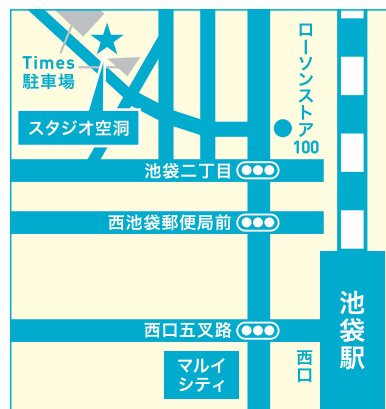 Times
駐車場
スタジオ空洞
ローソンストア
100
池袋二丁目
西池袋郵便局前
西口五叉路
マルイ
シティ
西口
池袋駅